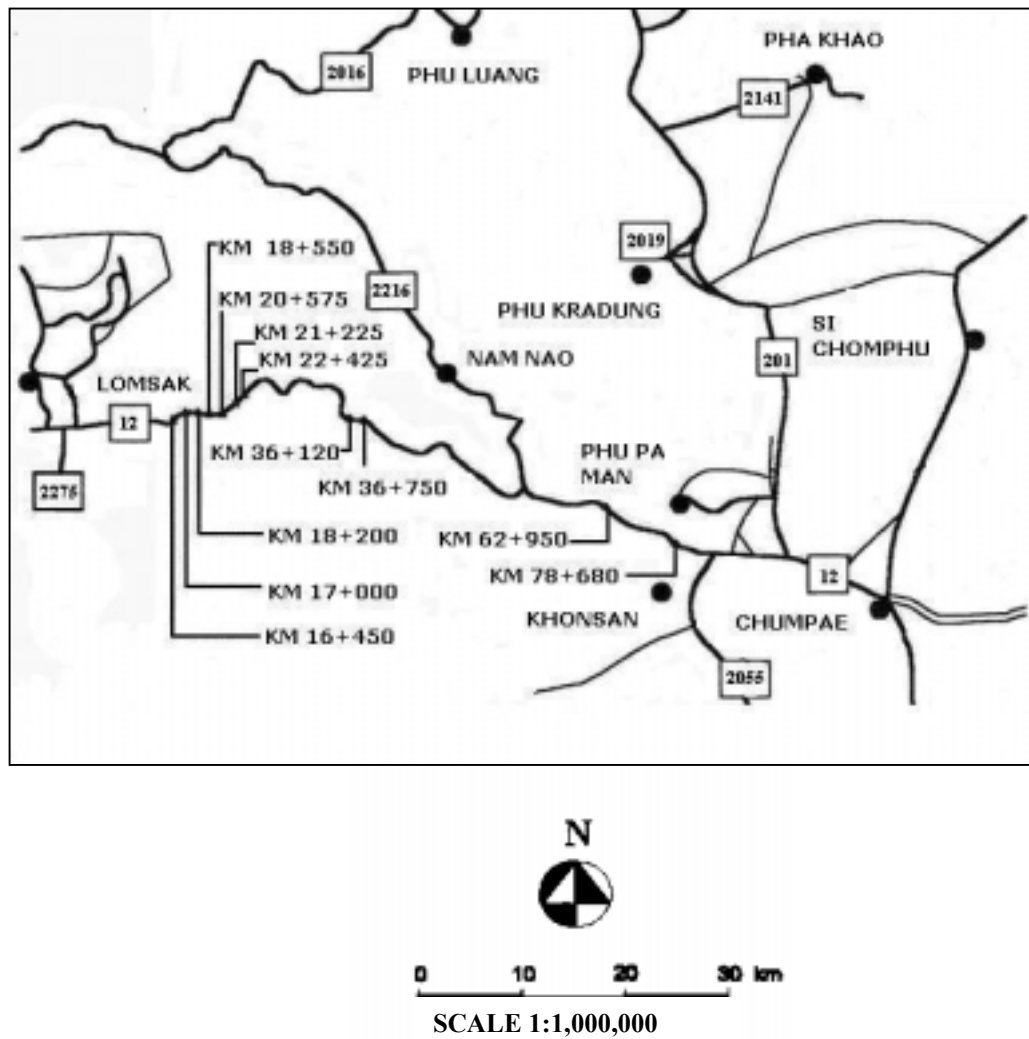 PHA KHAO
2016
PHU LUANG
2141
2019
KM 18+550
2216
KM 20+575
PHU KRADUNG
SI
CHOMPHU
KM 21+225
201
NAM NAO
KM 22+425
LOMSAK
12
KM 36+120
PHU PA
MAN
KM 36+750
2275
KM 18+200
KM 62+950
KM 78+680
12
KM 17+000
KHONSAN
CHUMPAE
KM 16+450
2055
N
0 10 20 30 km
SCALE 1:1,000,000